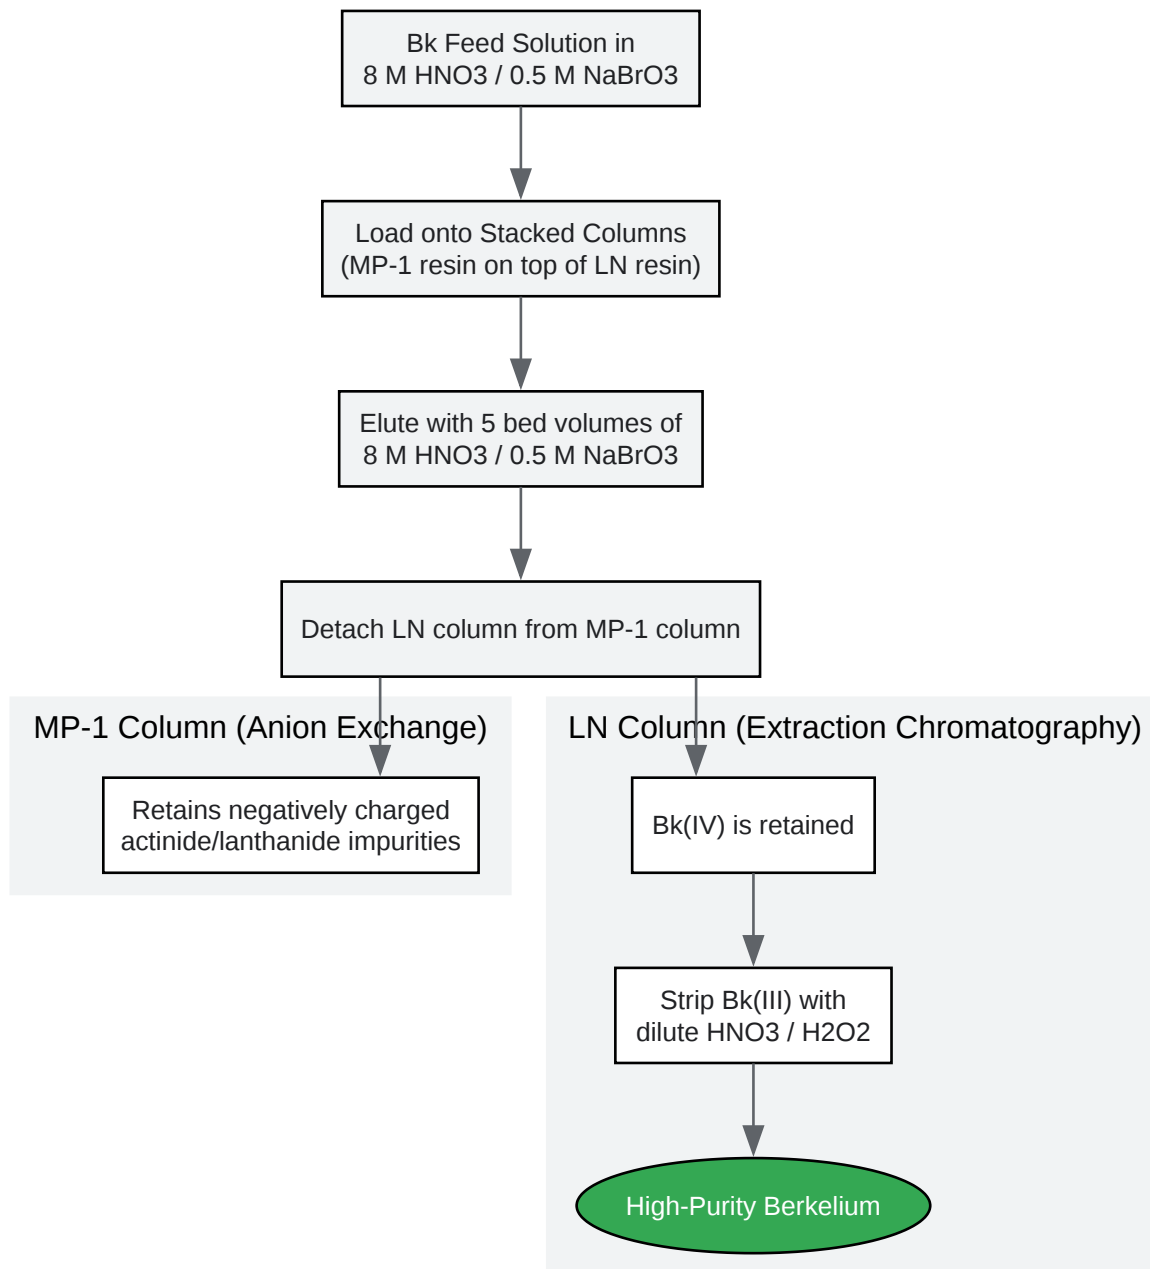 Bk Feed Solution in
8 M HNO3 / 0.5 M NaBrO3
Load onto Stacked Columns
(MP-1 resin on top of LN resin)
Elute with 5 bed volumes of
8 M HNO3 / 0.5 M NaBrO3
Detach LN column from MP-1 column
MP-1 Column (Anion Exchange)
Retains negatively charged
actinide/lanthanide impurities
LN Column (Extraction Chromatography)
Bk(IV) is retained
Strip Bk(III) with
dilute HNO3 / H2O2
High-Purity Berkelium